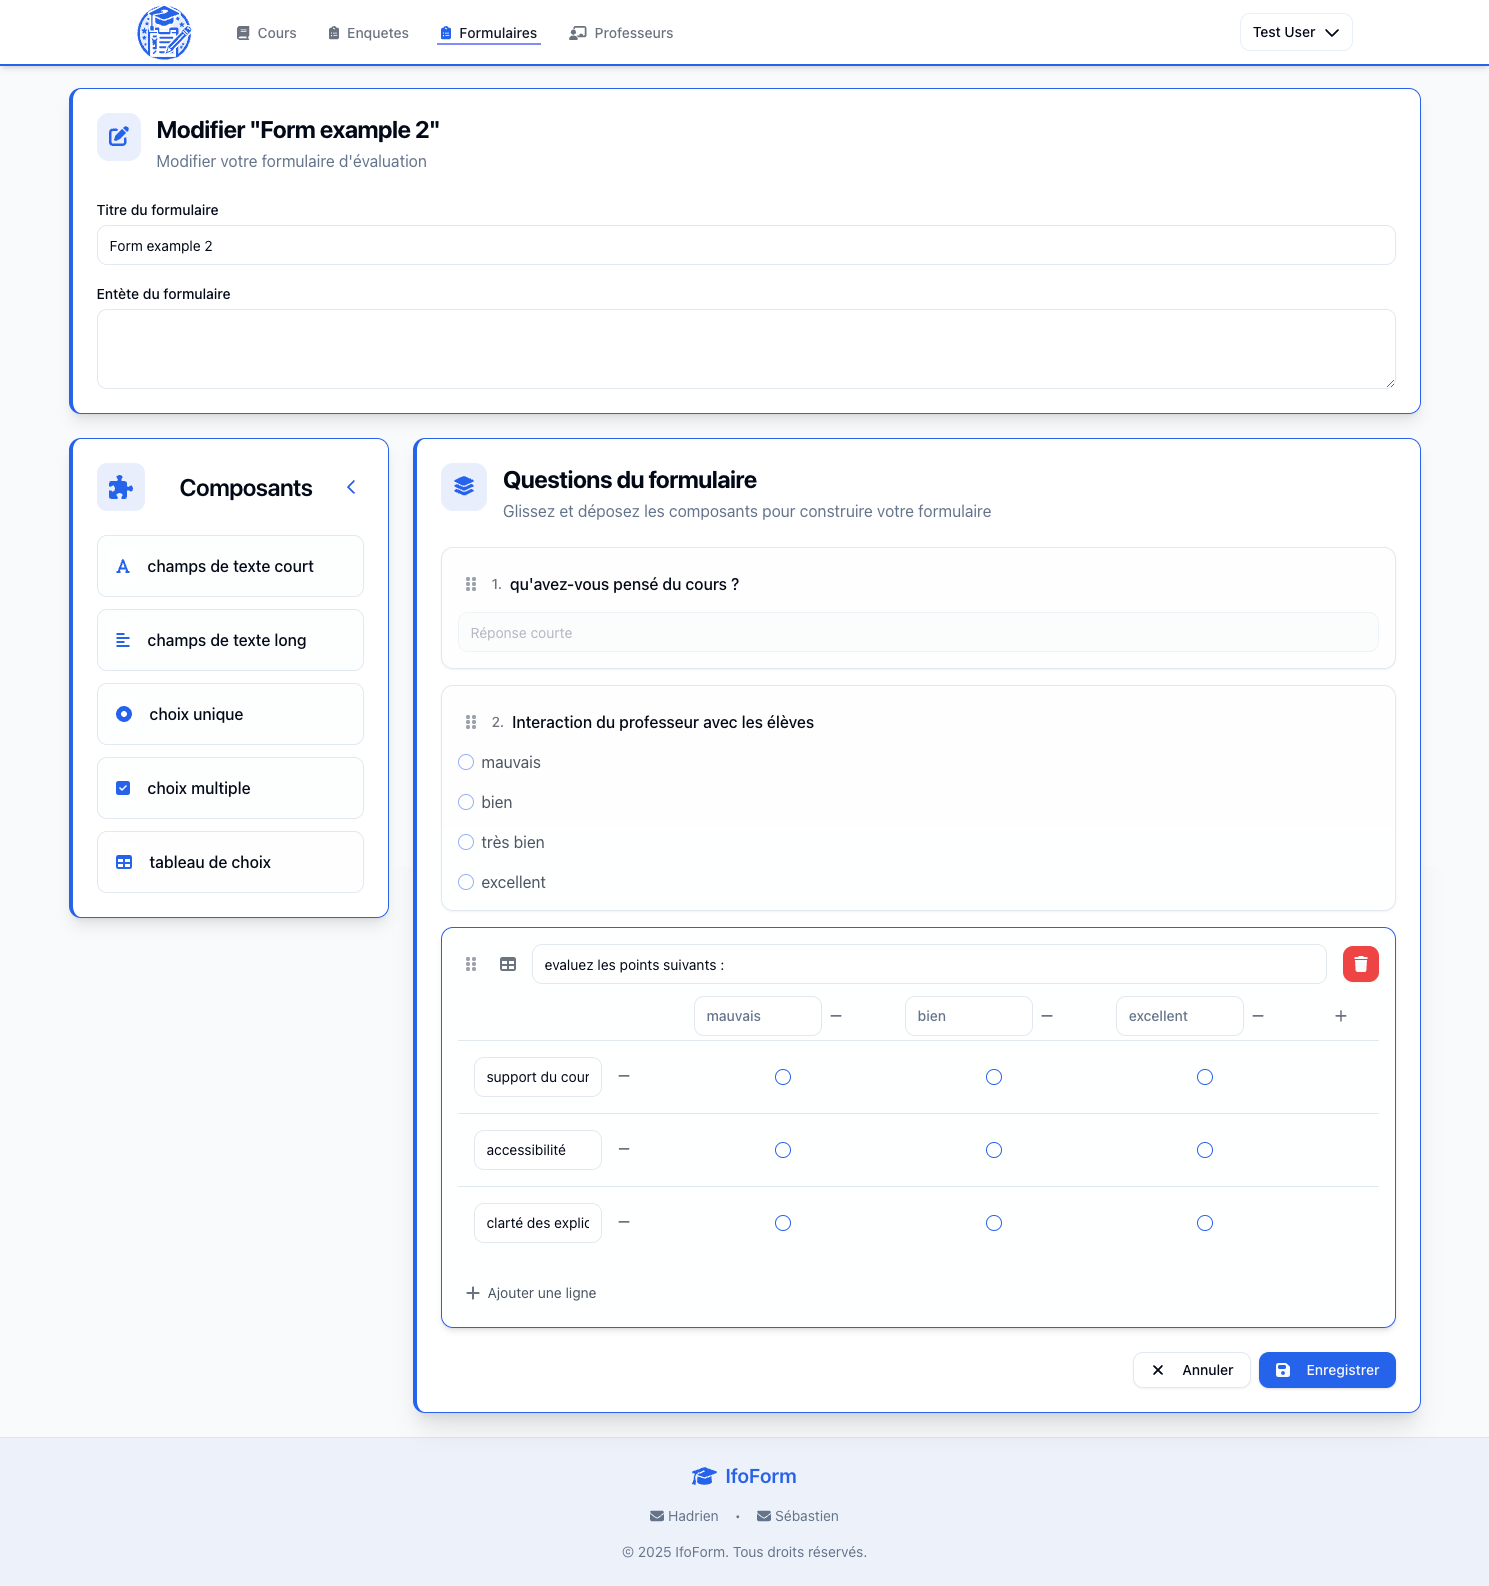 Cours
Enquetes
Formulaires
Professeurs
Test User
Modifier "Form example 2"
Modifier votre formulaire d'évaluation
Titre du formulaire
Form example 2
Entète du formulaire
Composants
champs de texte court
champs de texte long
choix unique
choix multiple
tableau de choix
Questions du formulaire
Glissez et déposez les composants pour construire votre formulaire
1. qu'avez-vous pensé du cours ?
Réponse courte
2. Interaction du professeur avec les élèves
mauvais
bien
très bien
excellent
evaluez les points suivants :
mauvais
bien
excellent
support du cour
accessibilité
clarté des explic
Ajouter une ligne
Annuler
Enregistrer
IfoForm
Hadrien • Sébastien
© 2025 IfoForm. Tous droits réservés.